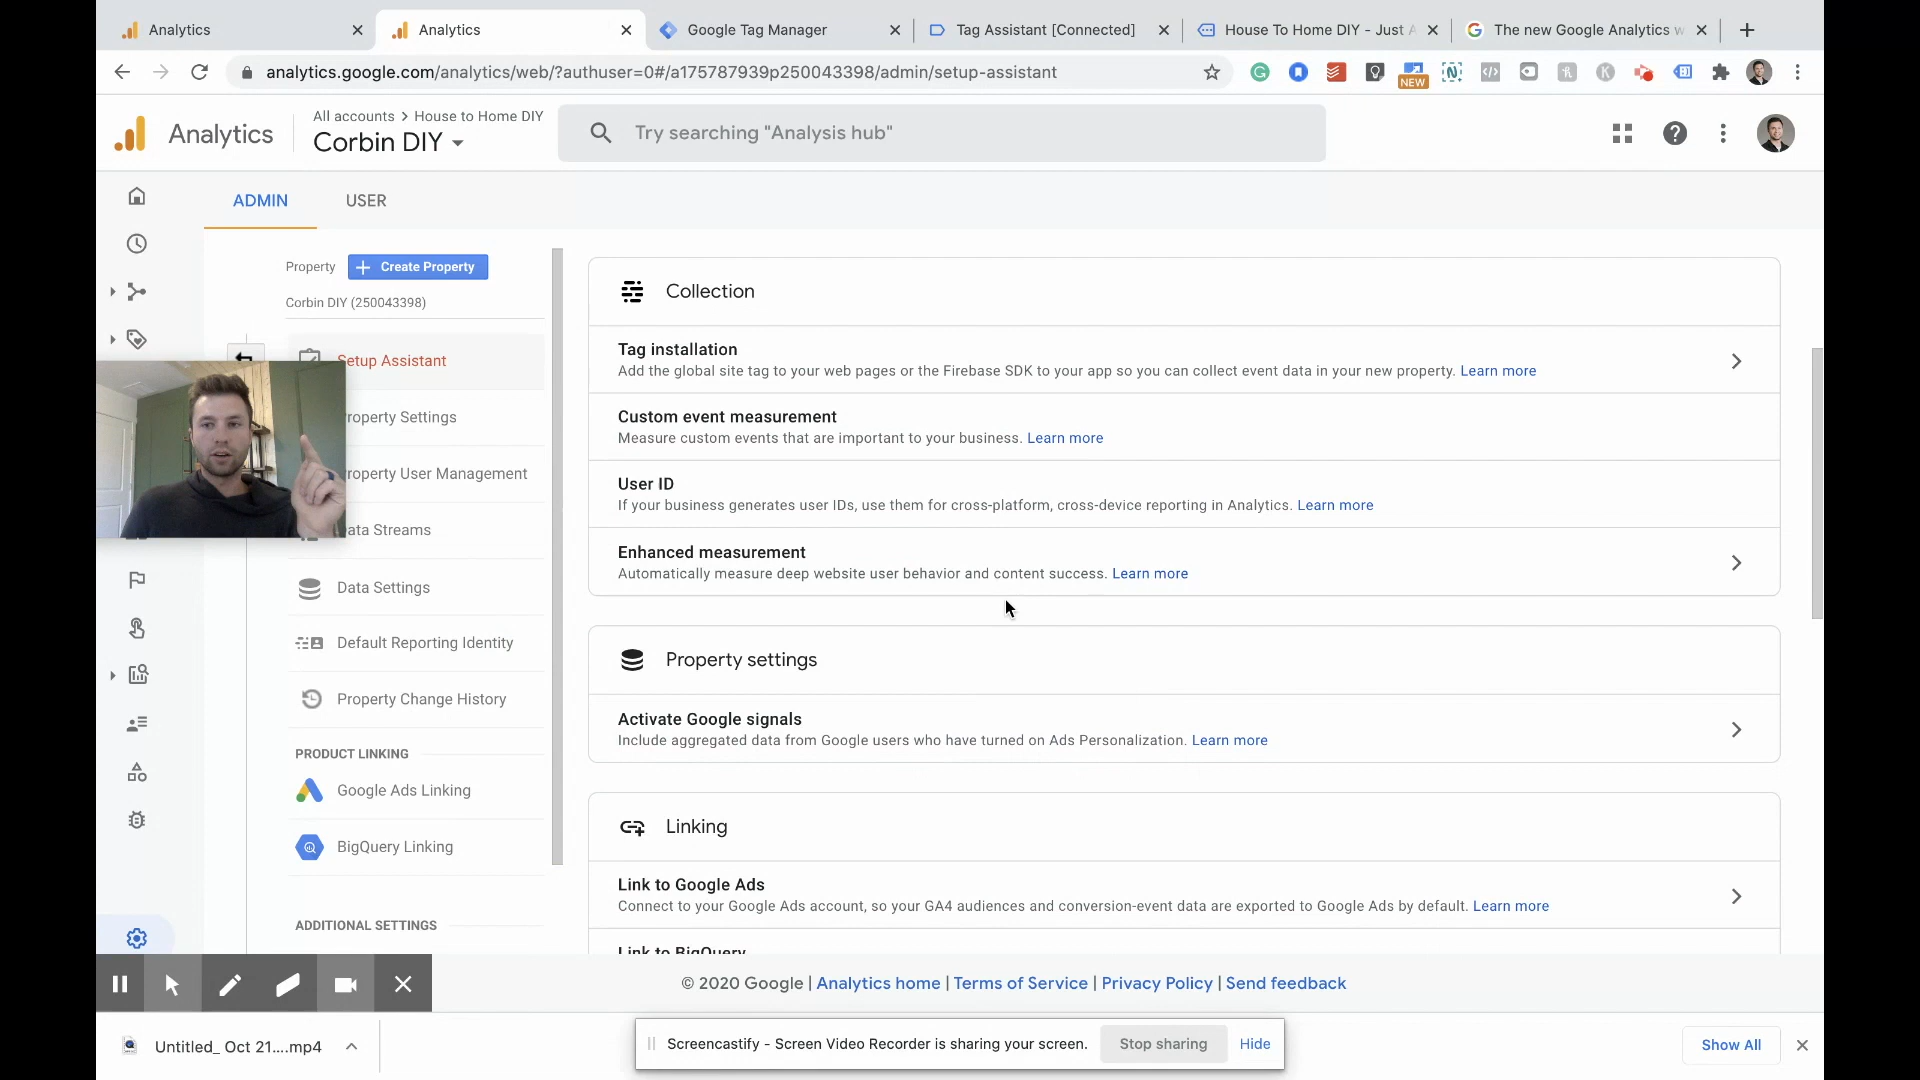 Analytics
Analytics
Google Tag Manager
Tag Assistant [Connected]
House To Home DIY - Just
The new Google Analytics
analytics.google.com/analytics/web/?authuser=0#/a175787939p250043398/admin/setup-assistant
NEW
Analytics
All accounts > House to Home DIY
Corbin DIY
Try searching "Analysis hub"
ADMIN
USER
Property
Create Property
Corbin DIY (250043398)
Setup Assistant
roperty Settings
roperty User Management
ata Streams
Data Settings
Default Reporting Identity
Property Change History
PRODUCT LINKING
Google Ads Linking
BigQuery Linking
ADDITIONAL SETTINGS
Collection
Tag installation
Add the global site tag to your web pages or the Firebase SDK to your app so you can collect event data in your new property. Learn more
Custom event measurement
Measure custom events that are important to your business. Learn more
User ID
If your business generates user IDs, use them for cross-platform, cross-device reporting in Analytics. Learn more
Enhanced measurement
Automatically measure deep website user behavior and content success. Learn more
Property settings
Activate Google signals
Include aggregated data from Google users who have turned on Ads Personalization. Learn more
Linking
Link to Google Ads
Connect to your Google Ads account, so your GA4 audiences and conversion-event data are exported to Google Ads by default. Learn more
Link to BigQuery
© 2020 Google | Analytics home | Terms of Service | Privacy Policy | Send feedback
Untitled_ Oct 21....mp4
Screencastify - Screen Video Recorder is sharing your screen.
Stop sharing
Hide
Show All